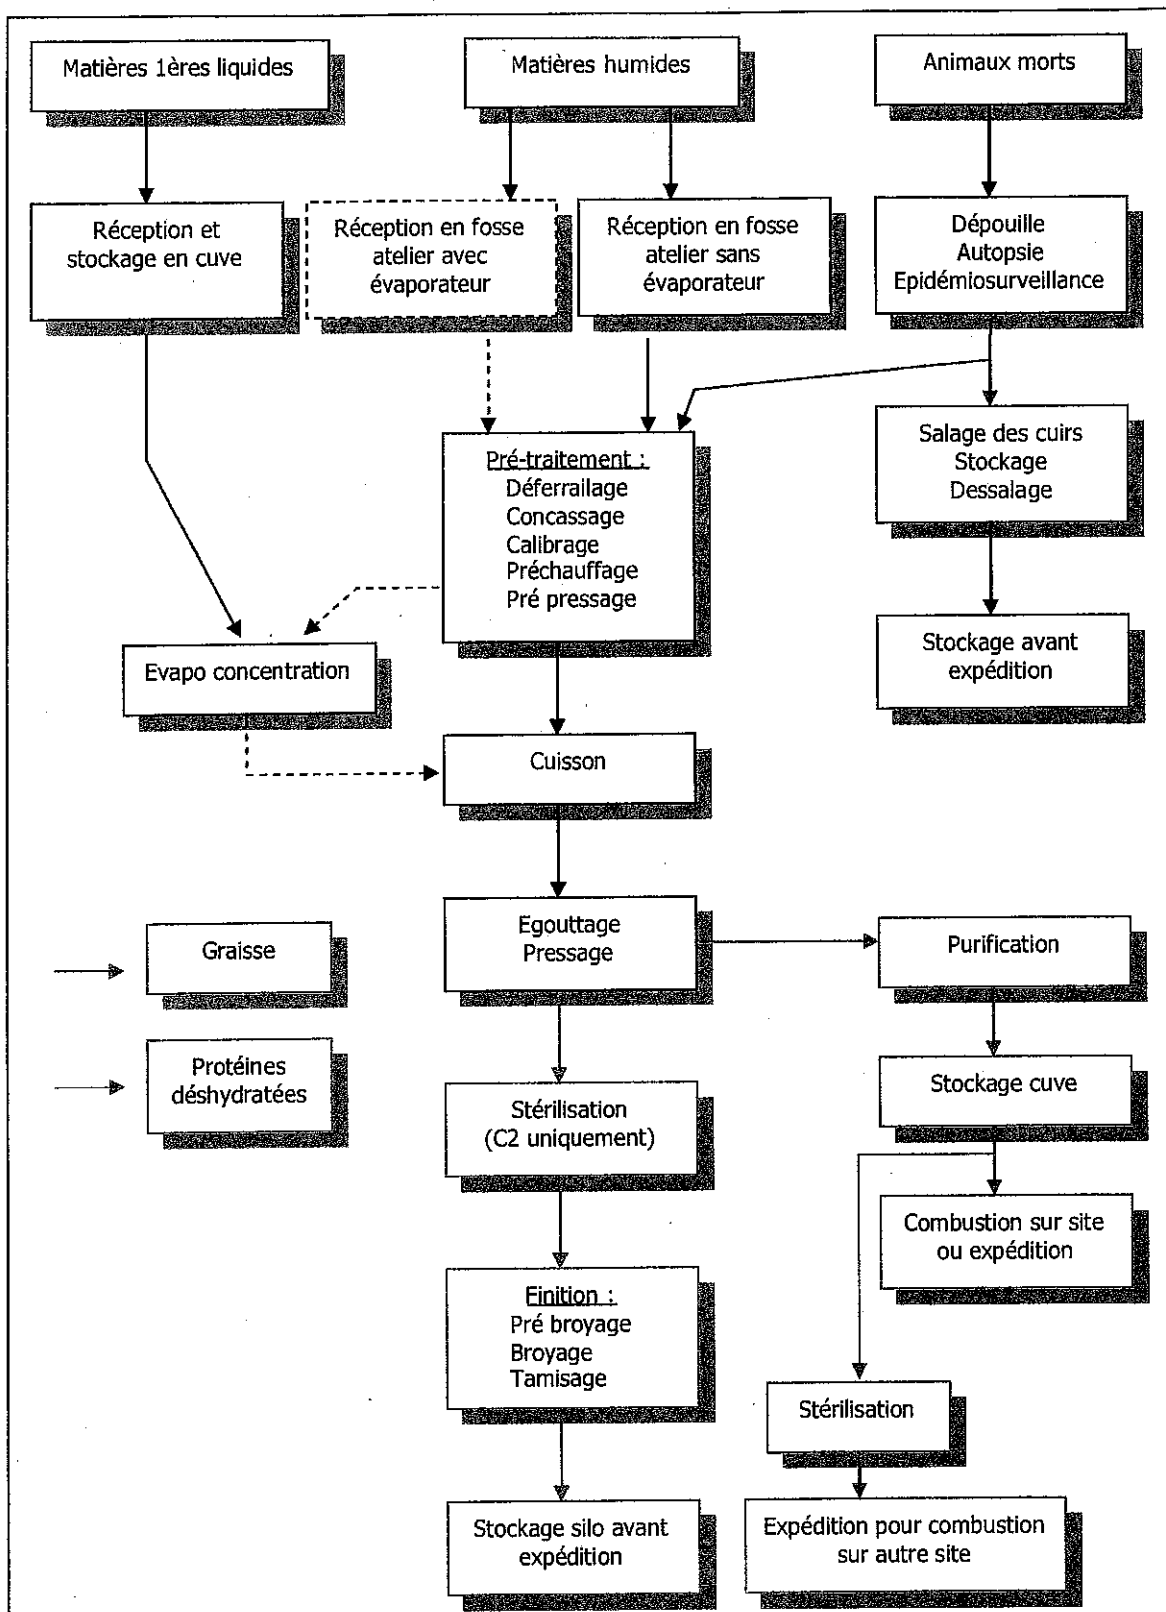 Matières 1ères liquides
Matières humides
Animaux morts
Réception et
stockage en cuve
Réception en fosse
atelier avec
évaporateur
Réception en fosse
atelier sans
évaporateur
Dépouille
Autopsie
Epidémiosurveillance
Pré-traitement :
Déferrailage
Concassage
Calibrage
Préchauffage
Pré pressage
Salage des cuirs
Stockage
Dessalage
Evapo concentration
Stockage avant
expédition
Cuisson
Graisse
Egouttage
Pressage
Purification
Protéines
déshydratées
Stérilisation
(C2 uniquement)
Stockage cuve
Combustion sur site
ou expédition
Finition :
Pré broyage
Broyage
Tamisage
Stérilisation
Stockage silo avant
expédition
Expédition pour combustion
sur autre site